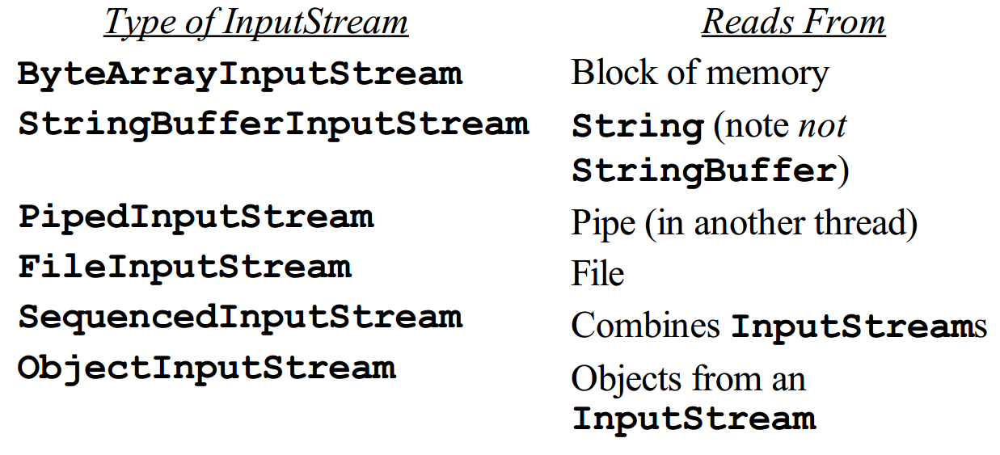 Type of InputStream Reads From
ByteArrayInputStream Block of memory
StringBufferInputStream String (note not
StringBuffer)
PipedInputStream Pipe (in another thread)
FileInputStream File
SequencedInputStream Combines InputStreams
ObjectInputStream Objects from an
InputStream